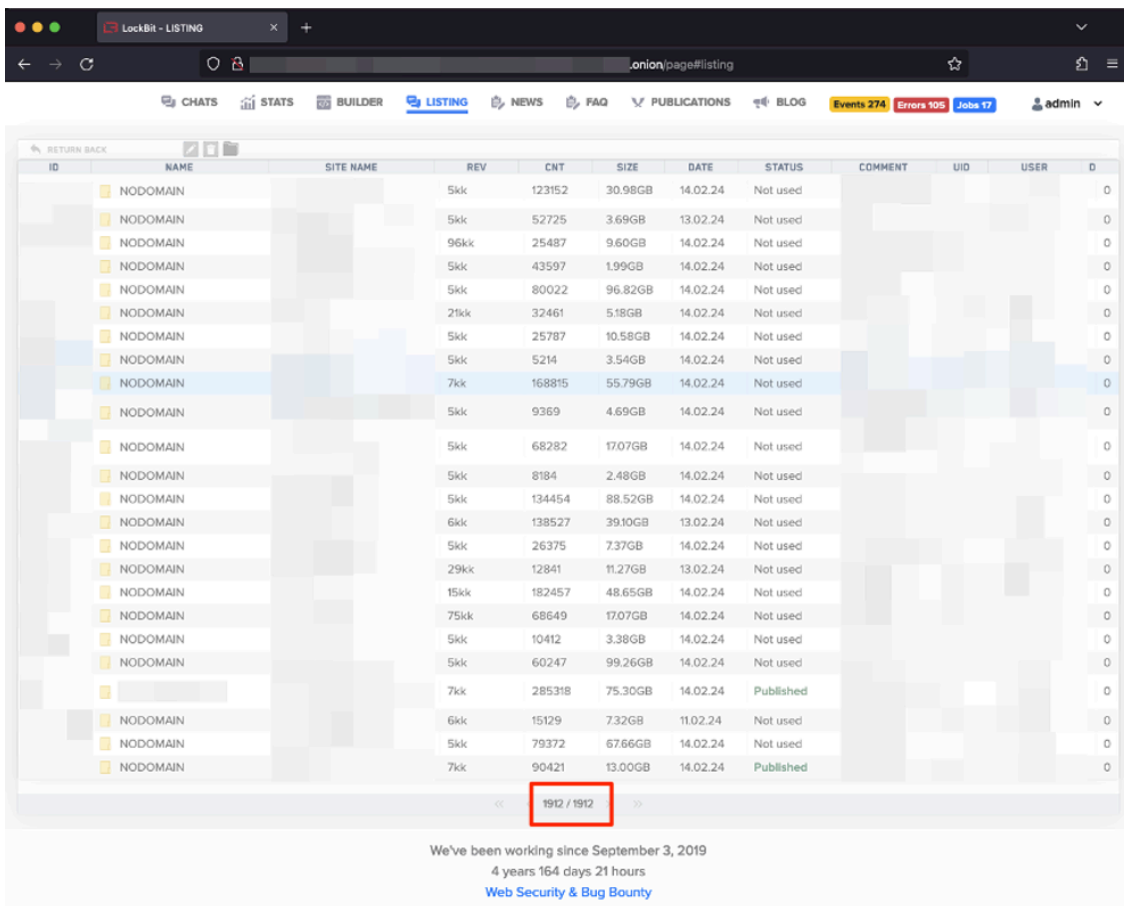 LockBit - LISTING
.onion/page#listing
CHATS STATS BUILDER LISTING NEWS FAQ PUBLICATIONS BLOG Events 274 Errors 105 Jobs 17 admin
RETURN BACK
ID NAME SITE NAME REV CNT SIZE DATE STATUS COMMENT UID USER D
NODOMAIN 5kk 123152 30.98GB 14.02.24 Not used 0
NODOMAIN 5kk 52725 3.69GB 13.02.24 Not used 0
NODOMAIN 96kk 25487 9.60GB 14.02.24 Not used 0
NODOMAIN 5kk 43597 1.99GB 14.02.24 Not used 0
NODOMAIN 5kk 80022 96.82GB 14.02.24 Not used 0
NODOMAIN 21kk 32461 5.18GB 14.02.24 Not used 0
NODOMAIN 5kk 25787 10.58GB 14.02.24 Not used 0
NODOMAIN 5kk 5214 3.54GB 14.02.24 Not used 0
NODOMAIN 7kk 168815 55.79GB 14.02.24 Not used 0
NODOMAIN 5kk 9369 4.69GB 14.02.24 Not used 0
NODOMAIN 5kk 68282 17.07GB 14.02.24 Not used 0
NODOMAIN 5kk 8184 2.48GB 14.02.24 Not used 0
NODOMAIN 5kk 134454 88.52GB 14.02.24 Not used 0
NODOMAIN 6kk 138527 39.10GB 13.02.24 Not used 0
NODOMAIN 5kk 26375 7.37GB 14.02.24 Not used 0
NODOMAIN 29kk 12841 11.27GB 13.02.24 Not used 0
NODOMAIN 15kk 182457 48.65GB 14.02.24 Not used 0
NODOMAIN 75kk 68649 17.07GB 14.02.24 Not used 0
NODOMAIN 5kk 10412 3.38GB 14.02.24 Not used 0
NODOMAIN 5kk 60247 99.26GB 14.02.24 Not used 0
7kk 285318 75.30GB 14.02.24 Published 0
NODOMAIN 6kk 15129 7.32GB 11.02.24 Not used 0
NODOMAIN 5kk 79372 67.66GB 14.02.24 Not used 0
NODOMAIN 7kk 90421 13.00GB 14.02.24 Published 0
1912 / 1912
We've been working since September 3, 2019
4 years 164 days 21 hours
Web Security & Bug Bounty